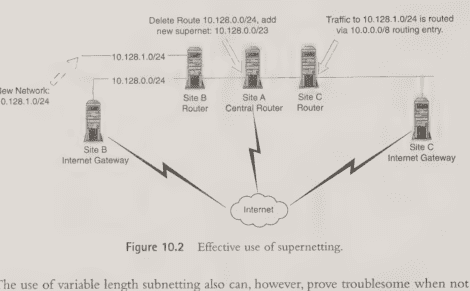 Delete Route 10.128.0.0/24, add
new supernet: 10.128.0.0/23
Traffic to 10.128.1.0/24 is routed
via 10.0.0.0/8 routing entry.
10.128.1.0/24
10.128.0.0/24
Network:
10.128.1.0/24
Site B
Router
Site A
Central Router
Site C
Router
Site B
Internet Gateway
Site C
Internet Gateway
Internet
Figure 10.2 Effective use of supernetting.
The use of variable length subnetting also can, however, prove troublesome when not